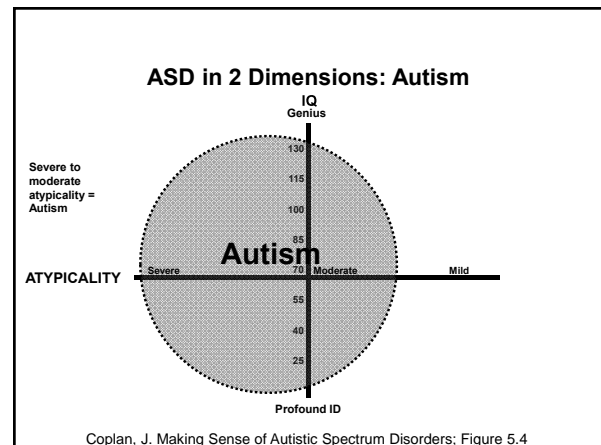 ASD in 2 Dimensions: Autism
IQ
Genius
130
Severe to
moderate
atypicality =
Autism
115
100
85
Autism
70
ATYPICALITY
Severe
Moderate
Mild
55
40
25
Profound ID
Coplan, J. Making Sense of Autistic Spectrum Disorders; Figure 5.4